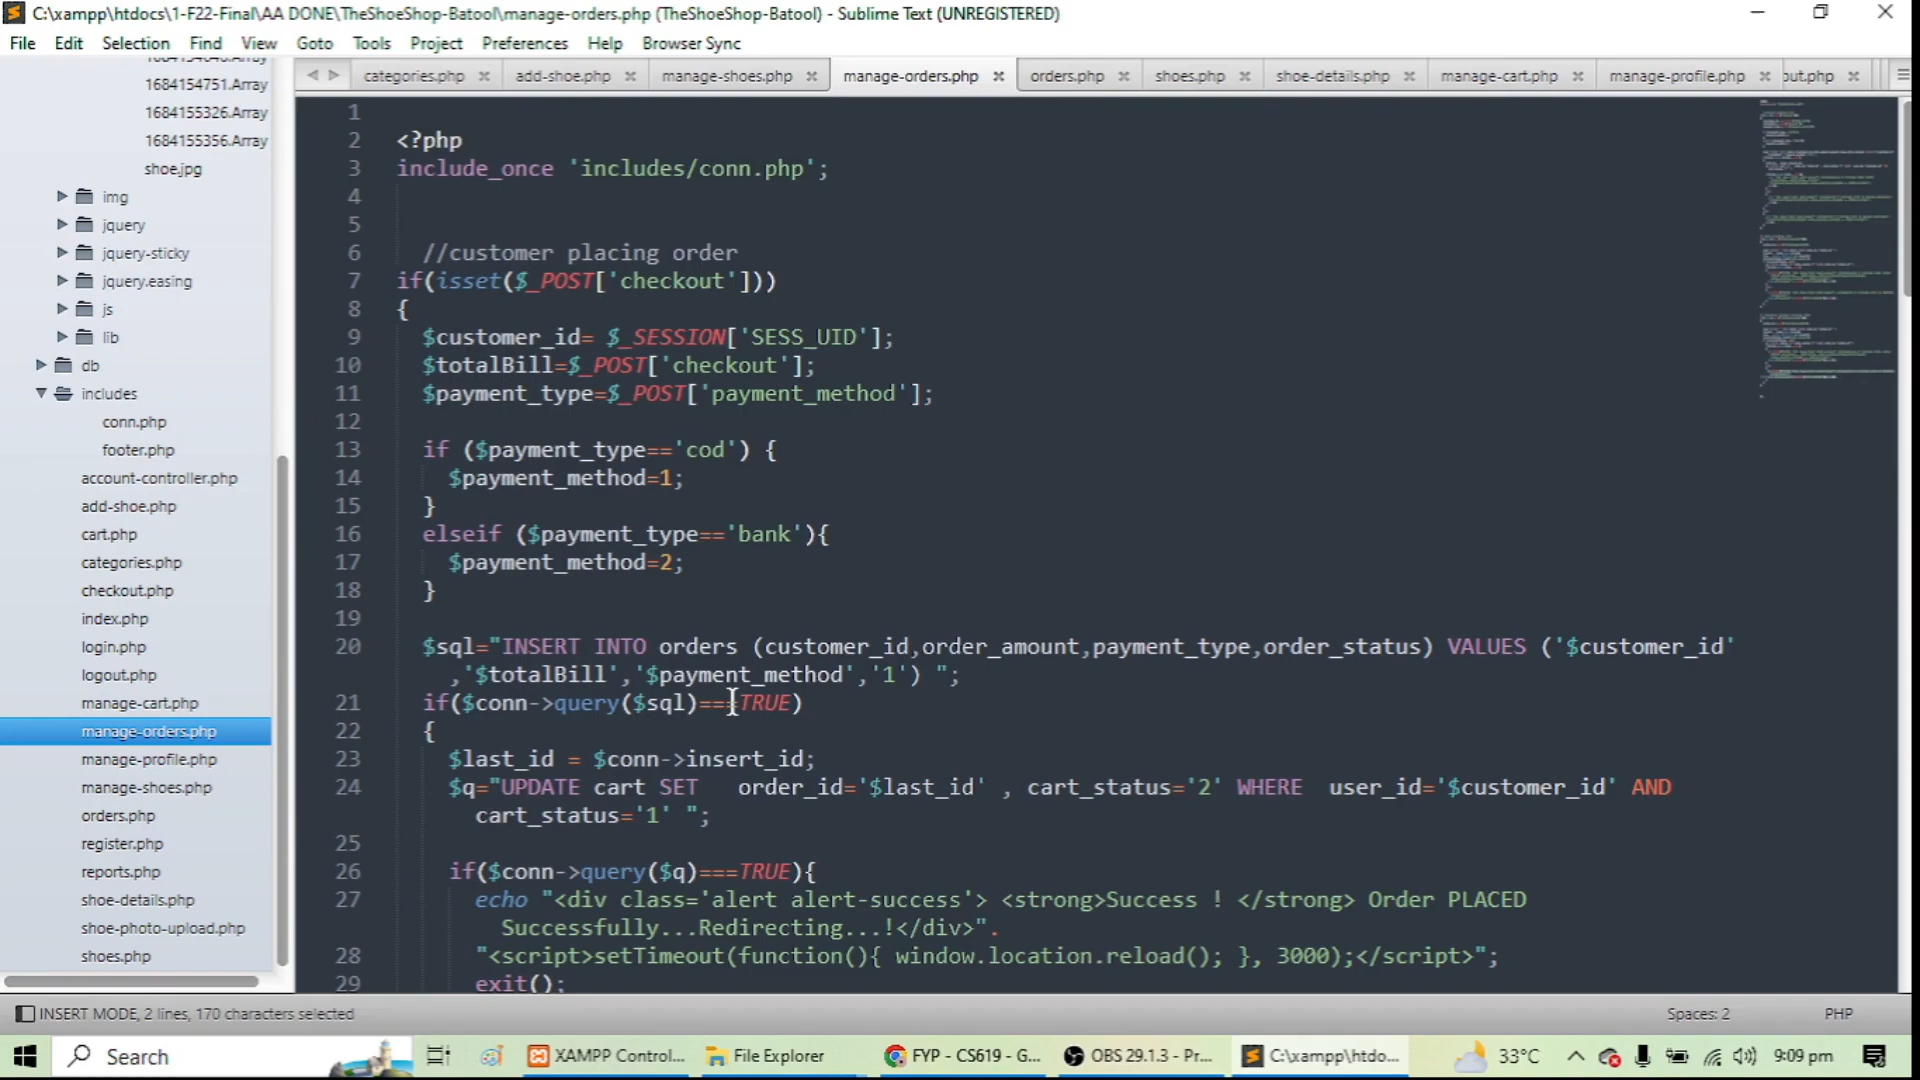 C:\xampp\htdocs\1-F22-Final\AA DONE\TheShoeShop-Batool\manage-orders.php (TheShoeShop-Batool) - Sublime Text (UNREGISTERED)
File Edit Selection Find View Goto Tools Project Preferences Help Browser Sync
categories.php add-shoe.php manage-shoes.php manage-orders.php orders.php shoes.php shoe-details.php manage-cart.php manage-profile.php out.php
1684154751.Array
1684155326.Array
1684155356.Array
shoe.jpg
img
jquery
jquery-sticky
jquery.easing
js
lib
db
includes
conn.php
footer.php
account-controller.php
add-shoe.php
cart.php
categories.php
checkout.php
index.php
login.php
logout.php
manage-cart.php
manage-orders.php
manage-profile.php
manage-shoes.php
orders.php
register.php
reports.php
shoe-details.php
shoe-photo-upload.php
shoes.php
1
2 <?php
3 include_once 'includes/conn.php';
4
5
6 //customer placing order
7 if(isset($_POST['checkout']))
8 {
9 $customer_id= $_SESSION['SESS_UID'];
10 $totalBill=$_POST['checkout'];
11 $payment_type=$_POST['payment_method'];
12
13 if ($payment_type=='cod') {
14 $payment_method=1;
15 }
16 elseif ($payment_type=='bank'){
17 $payment_method=2;
18 }
19
20 $sql="INSERT INTO orders (customer_id,order_amount,payment_type,order_status) VALUES ('$customer_id'
,'$totalBill','$payment_method','1') ";
21 if($conn->query($sql)===TRUE)
22 {
23 $last_id = $conn->insert_id;
24 $q="UPDATE cart SET order_id='$last_id' , cart_status='2' WHERE user_id='$customer_id' AND
cart_status='1' ";
25
26 if($conn->query($q)===TRUE){
27 echo "<div class='alert alert-success'> <strong>Success ! </strong> Order PLACED
Successfully...Redirecting...!</div>".
28 "<script>setTimeout(function(){ window.location.reload(); }, 3000);</script>";
29 exit();
INSERT MODE, 2 lines, 170 characters selected Spaces: 2 PHP
Search XAMPP Control... File Explorer FYP - CS619 - G... OBS 29.1.3 - Pr... C:\xampp\htdo... 33°C 9:09 pm